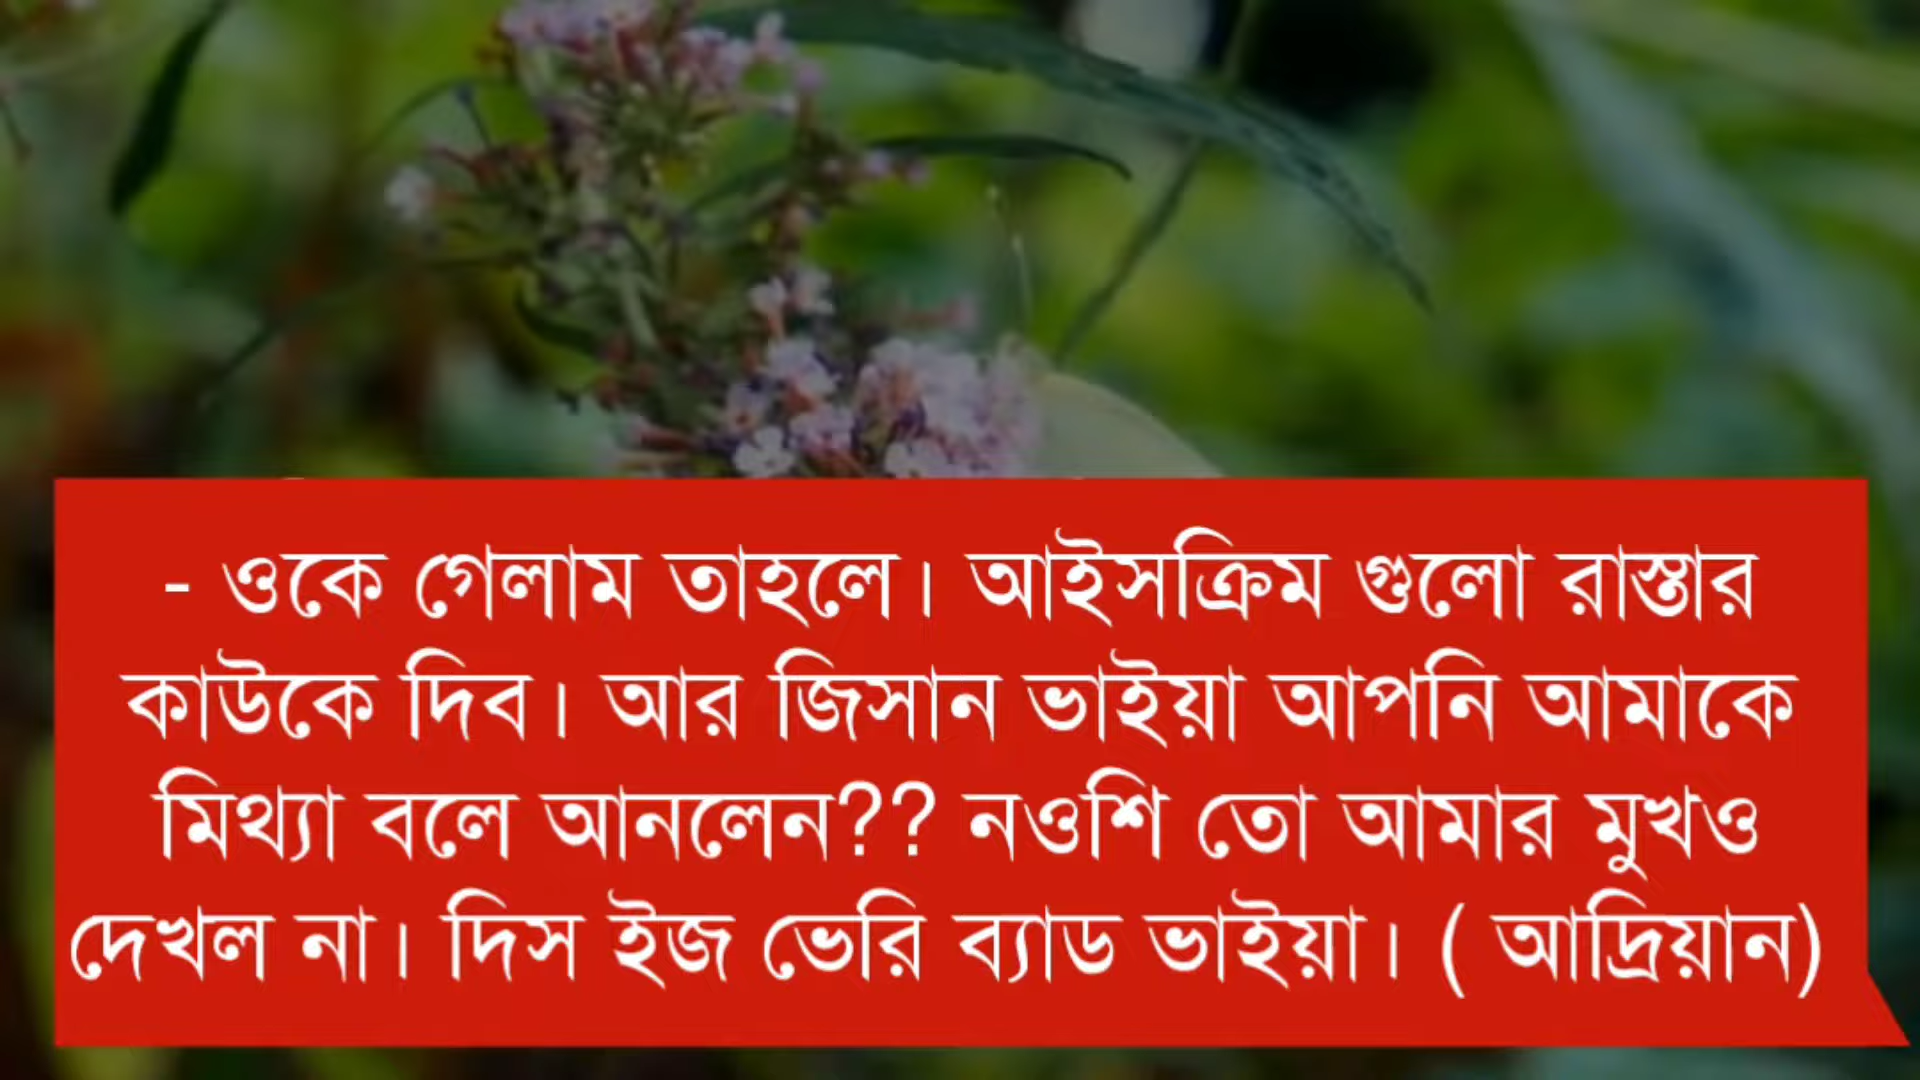 - ওকে গেলাম তাহলে। আইসক্রিম গুলো রাস্তার
কাউকে দিব। আর জিসান ভাইয়া আপনি আমাকে
মিথ্যা বলে আনলেন?? নওশি তো আমার মুখও
দেখল না। দিস ইজ ভেরি ব্যাড ভাইয়া। ( আদ্রিয়ান)